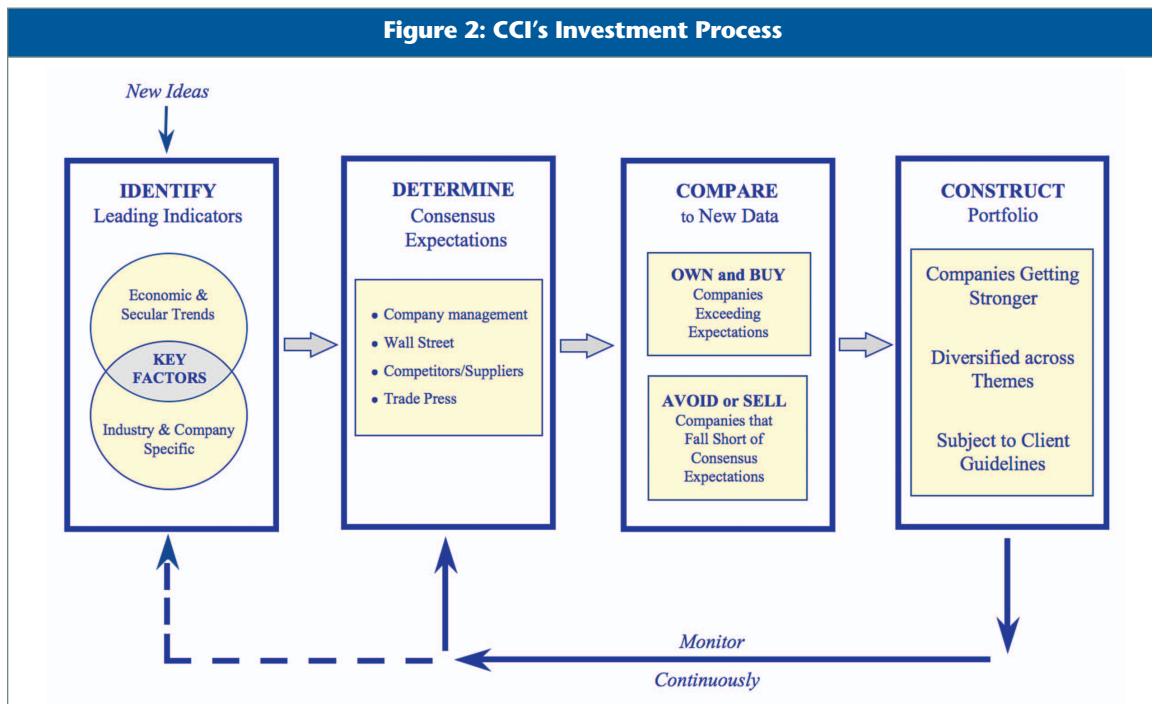 Figure 2: CCI's Investment Process
New Ideas
IDENTIFY
Leading Indicators
Economic &
Secular Trends
KEY
FACTORS
Industry & Company
Specific
DETERMINE
Consensus
Expectations
• Company management
• Wall Street
• Competitors/Suppliers
• Trade Press
COMPARE
to New Data
OWN and BUY
Companies
Exceeding
Expectations
AVOID or SELL
Companies that
Fall Short of
Consensus
Expectations
CONSTRUCT
Portfolio
Companies Getting
Stronger
Diversified across
Themes
Subject to Client
Guidelines
Monitor
Continuously